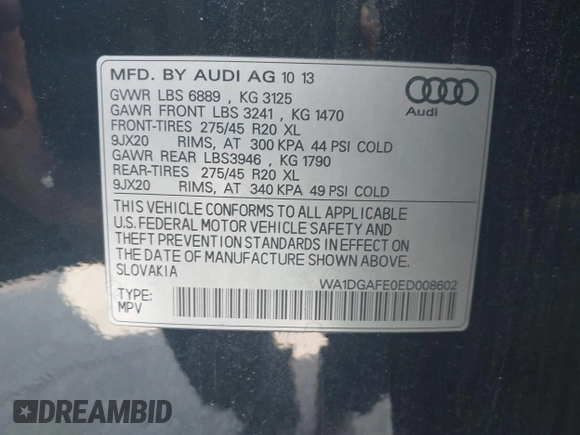 MFD. BY AUDI AG 10 13
GVWR LBS 6889 , KG 3125
GAWR FRONT LBS 3241 , KG 1470
FRONT-TIRES 275/45 R20 XL
9JX20 RIMS, AT 300 KPA 44 PSI COLD
GAWR REAR LBS3946 , KG 1790
REAR-TIRES 275/45 R20 XL
9JX20 RIMS, AT 340 KPA 49 PSI COLD
Audi
THIS VEHICLE CONFORMS TO ALL APPLICABLE
U.S. FEDERAL MOTOR VEHICLE SAFETY AND
THEFT PREVENTION STANDARDS IN EFFECT ON
THE DATE OF MANUFACTURE SHOWN ABOVE.
SLOVAKIA
WA1DGAFE0ED008602
TYPE:
MPV
DREAMBID